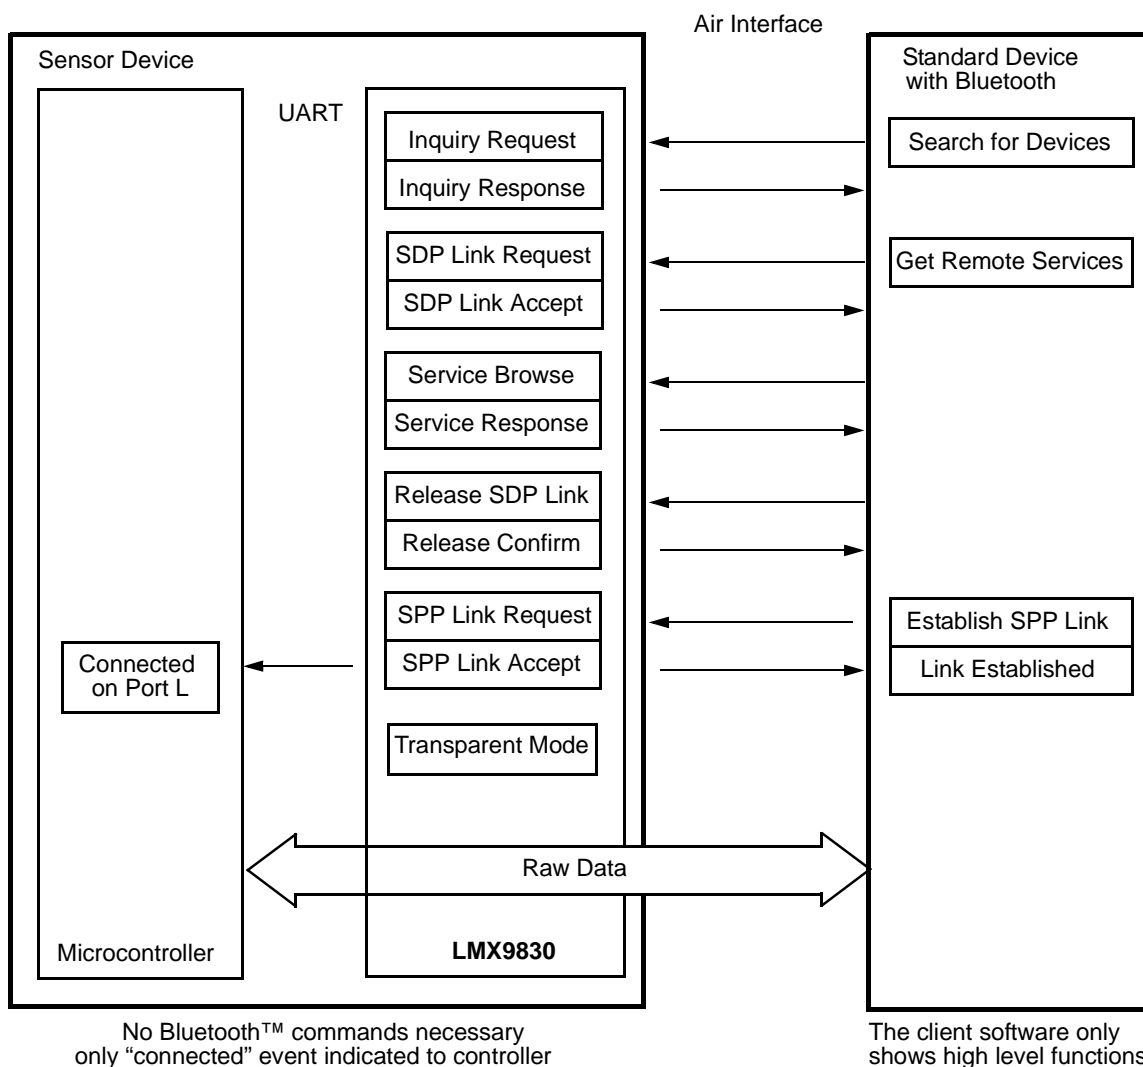 Air Interface
Sensor Device
Standard Device
with Bluetooth
UART
Inquiry Request
Search for Devices
Inquiry Response
SDP Link Request
Get Remote Services
SDP Link Accept
Service Browse
Service Response
Release SDP Link
Release Confirm
SPP Link Request
Establish SPP Link
Connected
on Port L
SPP Link Accept
Link Established
Transparent Mode
Raw Data
Microcontroller
LMX9830
No Bluetooth™ commands necessary
only “connected” event indicated to controller
The client software only
shows high level functions